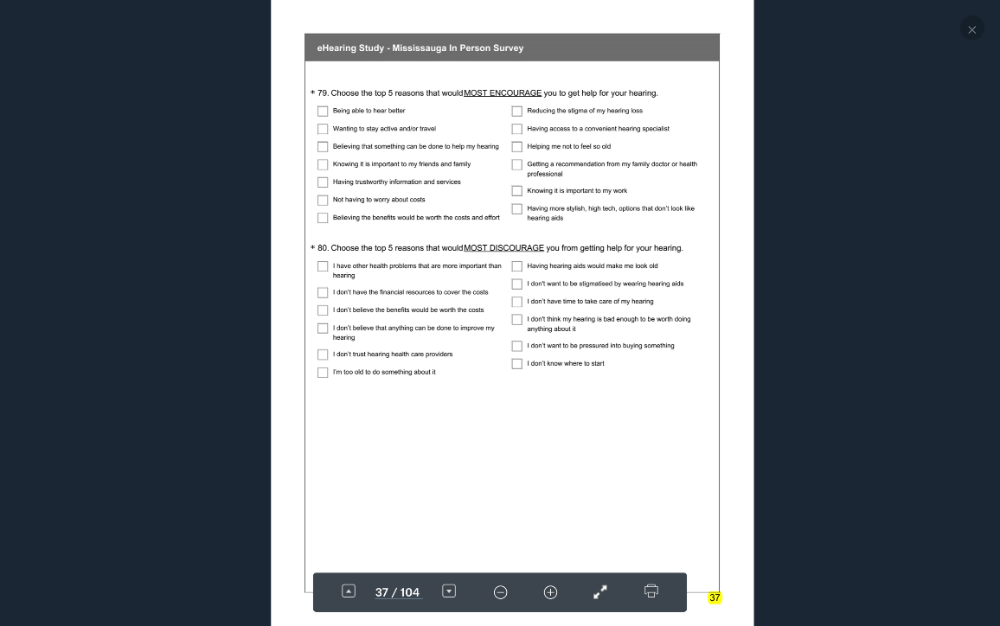 eHearing Study - Mississauga In Person Survey
* 79. Choose the top 5 reasons that would MOST ENCOURAGE you to get help for your hearing.
Being able to hear better
Wanting to stay active and/or travel
Believing that something can be done to help my hearing
Knowing it is important to my friends and family
Having trustworthy information and services
Not having to worry about costs
Believing the benefits would be worth the costs and effort
Reducing the stigma of my hearing loss
Having access to a convenient hearing specialist
Helping me not to feel so old
Getting a recommendation from my family doctor or health
professional
Knowing it is important to my work
Having more stylish, high tech, options that don't look like
hearing aids
* 80. Choose the top 5 reasons that would MOST DISCOURAGE you from getting help for your hearing.
I have other health problems that are more important than
hearing
I don't have the financial resources to cover the costs
I don't believe the benefits would be worth the costs
I don't believe that anything can be done to improve my
hearing
I don't trust hearing health care providers
I'm too old to do something about it
Having hearing aids would make me look old
I don't want to be stigmatised by wearing hearing aids
I don't have time to take care of my hearing
I don't think my hearing is bad enough to be worth doing
anything about it
I don't want to be pressured into buying something
I don't know where to start
37 / 104
37